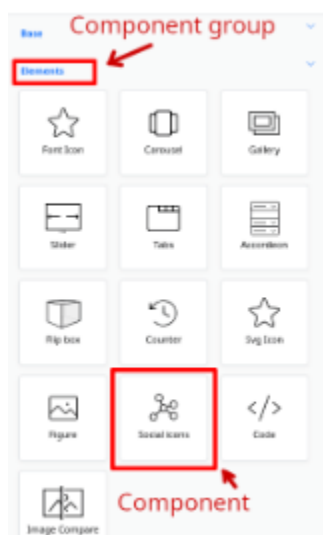 Component group
Base
Elements
Font Icon
Carousel
Gallery
Slider
Tabs
Accordeon
Flip box
Counter
Svg Icon
Figure
Social Icons
</>
Code
Component
Image Compare